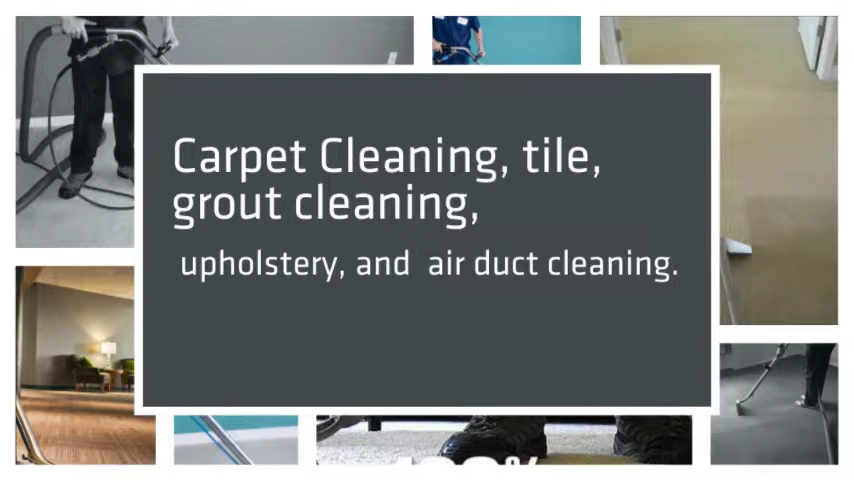 Carpet Cleaning, tile,
grout cleaning,
upholstery, and air duct cleaning.